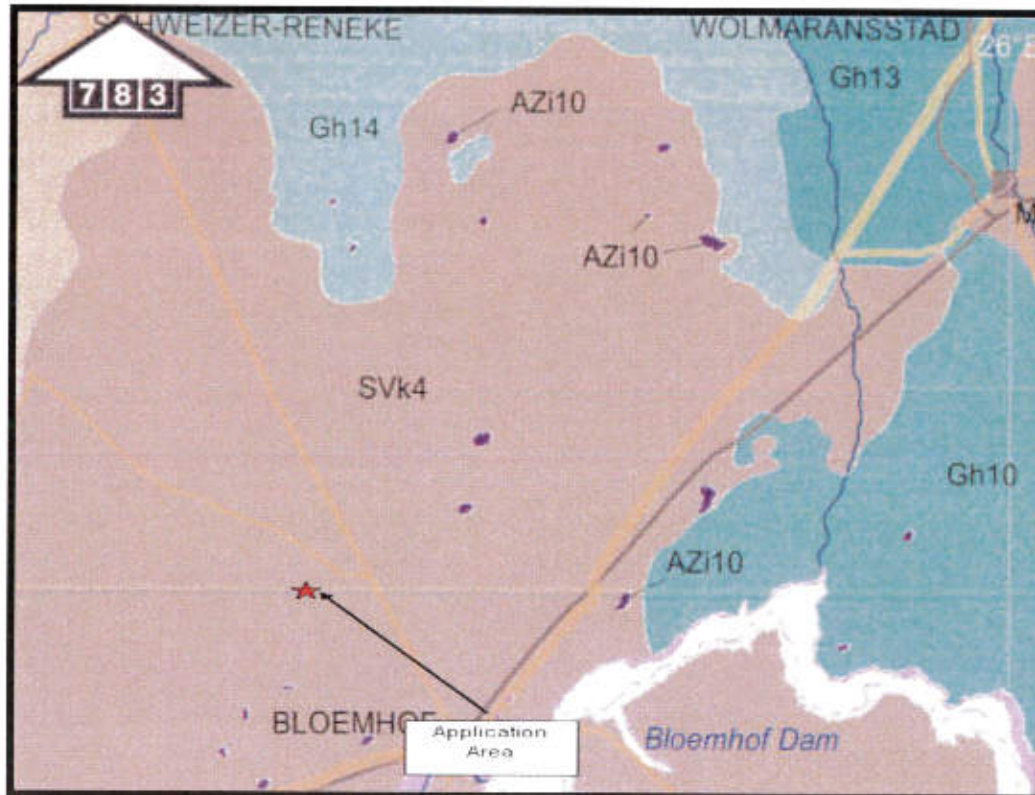 SCHWEIZER-RENEKE
WOLMARANSSTAD
783
Gh14
AZi10
Gh13
AZi10
SVk4
Gh10
AZi10
BLOEMHOF
Application
Area
Bloemhof Dam